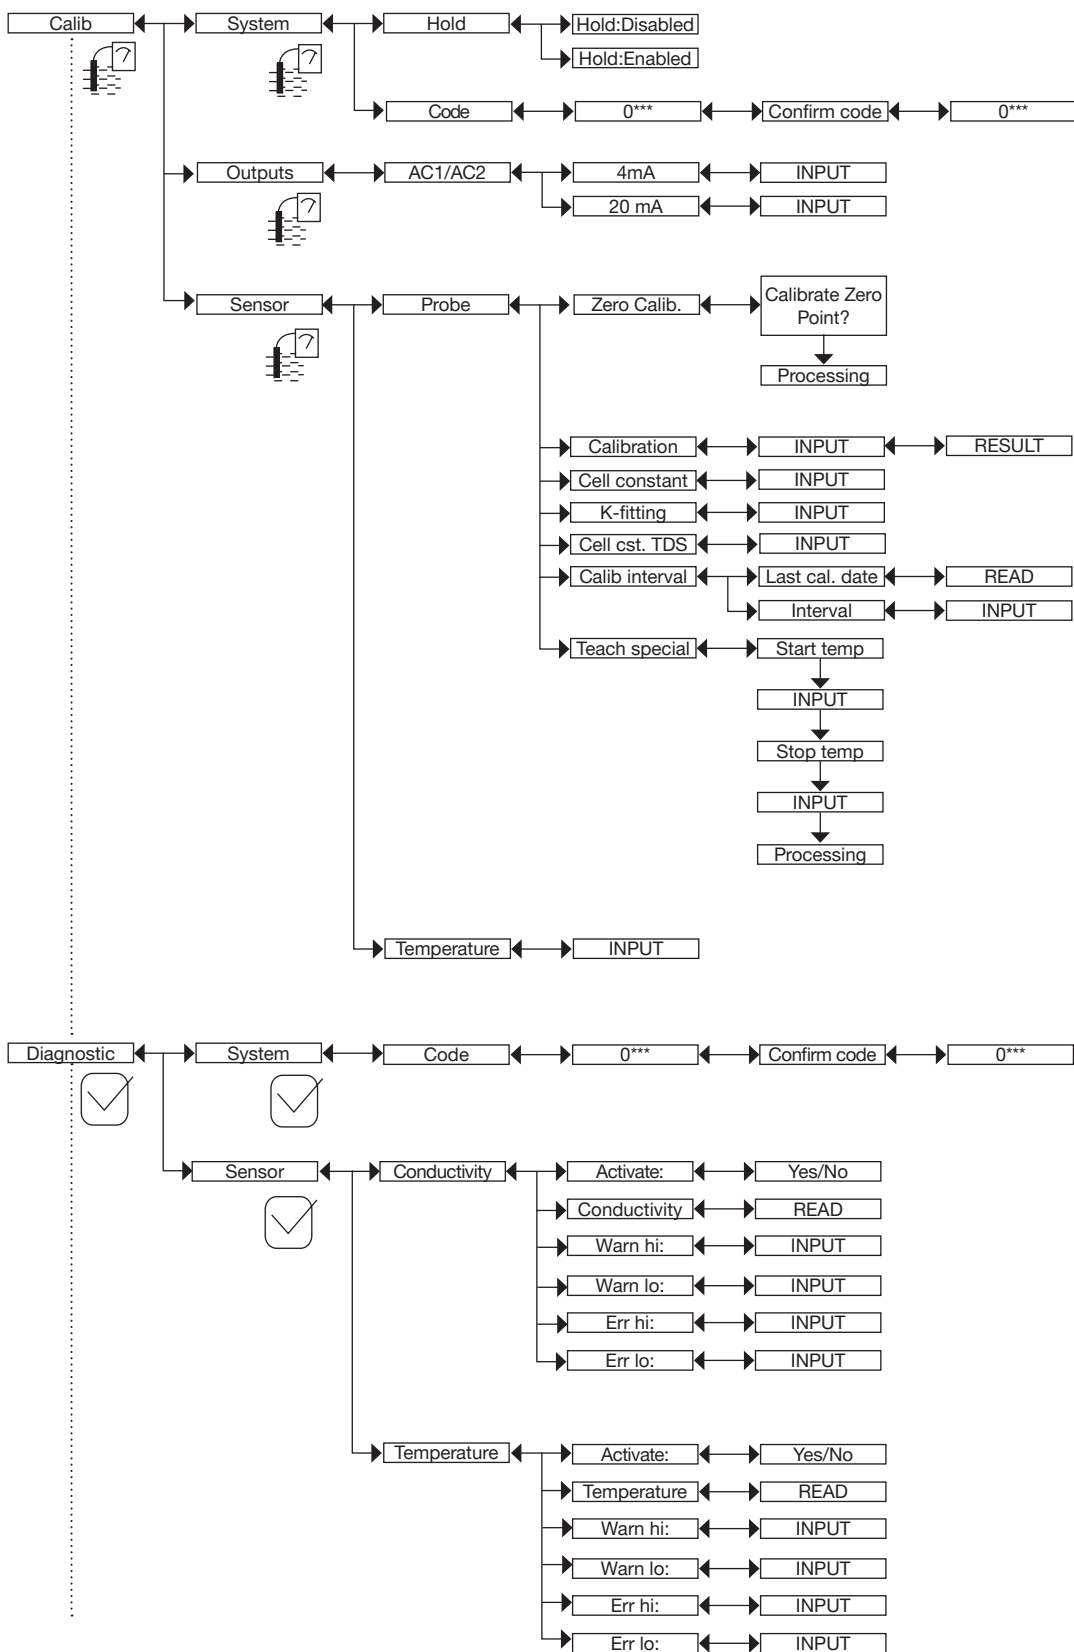 Calib
System
Hold
Hold:Disabled
Hold:Enabled
Code
0***
Confirm code
0***
Outputs
AC1/AC2
4mA
INPUT
20 mA
INPUT
Sensor
Probe
Zero Calib.
Calibrate Zero
Point?
Processing
Calibration
INPUT
RESULT
Cell constant
INPUT
K-fitting
INPUT
Cell cst. TDS
INPUT
Calib interval
Last cal. date
READ
Interval
INPUT
Teach special
Start temp
INPUT
Stop temp
INPUT
Processing
Temperature
INPUT
Diagnostic
System
Code
0***
Confirm code
0***
Sensor
Conductivity
Activate:
Yes/No
Conductivity
READ
Warn hi:
INPUT
Warn lo:
INPUT
Err hi:
INPUT
Err lo:
INPUT
Temperature
Activate:
Yes/No
Temperature
READ
Warn hi:
INPUT
Warn lo:
INPUT
Err hi:
INPUT
Err lo:
INPUT